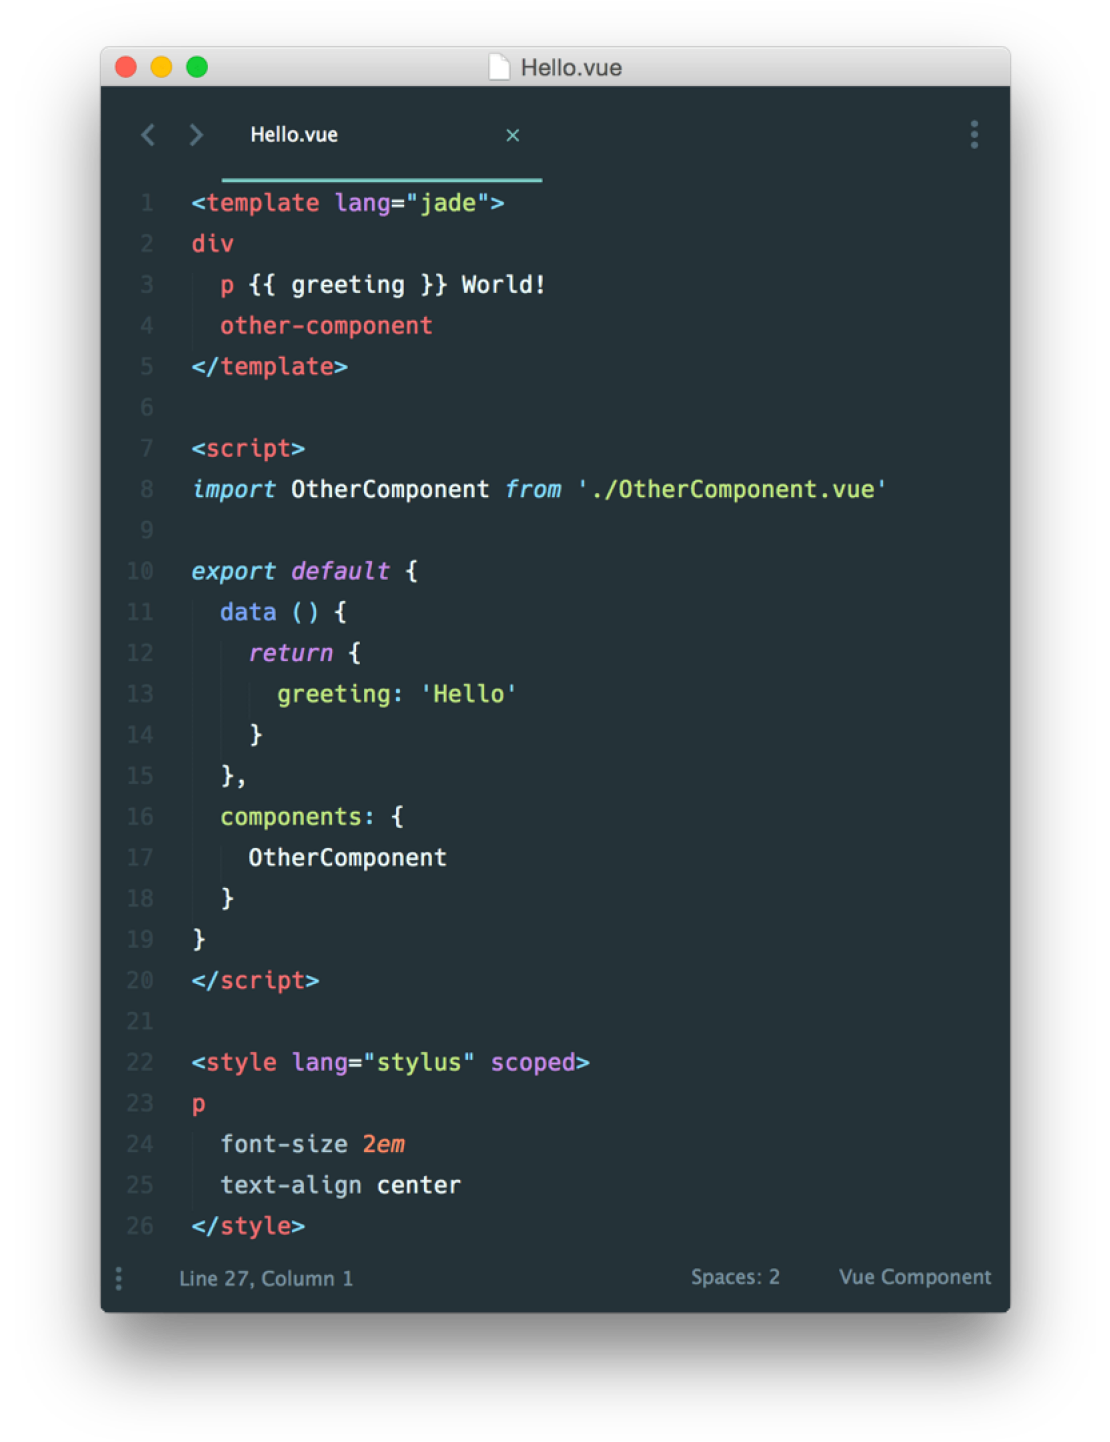 Hello.vue
Hello.vue ×
1 <template lang="jade">
2 div
3   p {{ greeting }} World!
4   other-component
5 </template>
6
7 <script>
8 import OtherComponent from './OtherComponent.vue'
9
10 export default {
11   data () {
12     return {
13       greeting: 'Hello'
14     }
15   },
16   components: {
17     OtherComponent
18   }
19 }
20 </script>
21
22 <style lang="stylus" scoped>
23 p
24   font-size 2em
25   text-align center
26 </style>
Line 27, Column 1 Spaces: 2 Vue Component